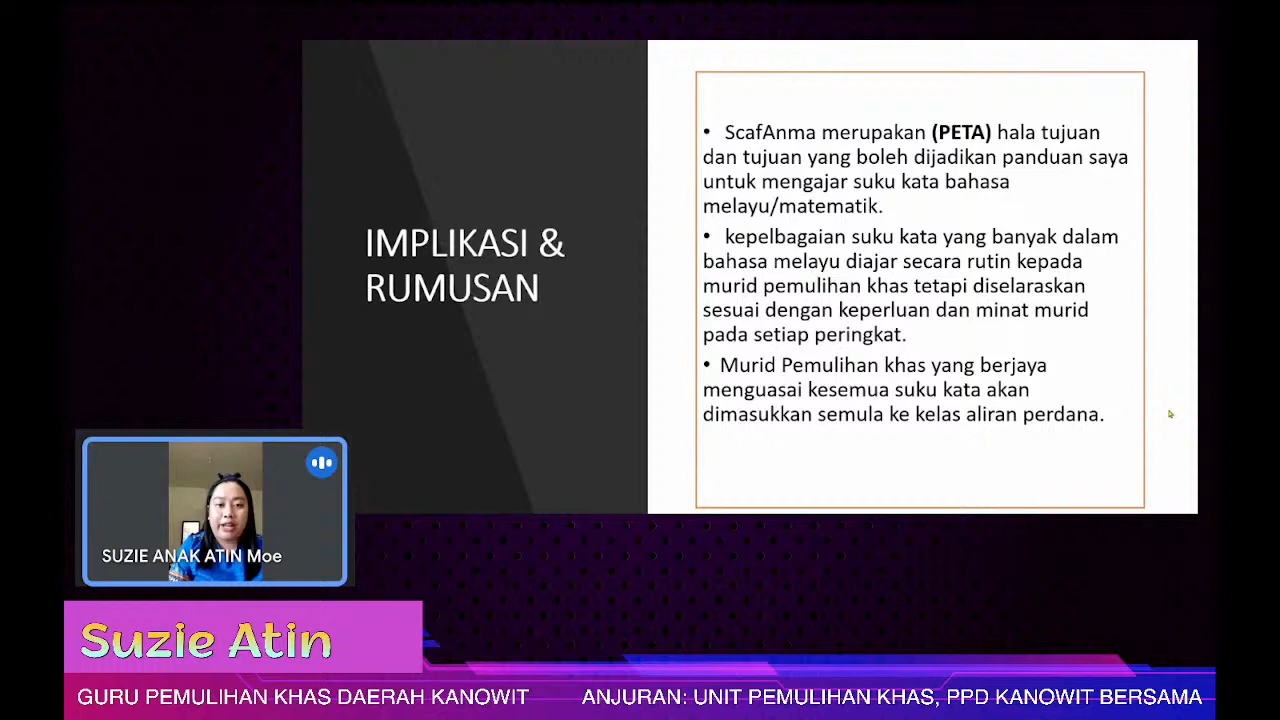 IMPLIKASI &
RUMUSAN
• ScafAnma merupakan (PETA) hala tujuan
dan tujuan yang boleh dijadikan panduan saya
untuk mengajar suku kata bahasa
melayu/matematik.
• kepelbagaian suku kata yang banyak dalam
bahasa melayu diajar secara rutin kepada
murid pemulihan khas tetapi diselaraskan
sesuai dengan keperluan dan minat murid
pada setiap peringkat.
• Murid Pemulihan khas yang berjaya
menguasai kesemua suku kata akan
dimasukkan semula ke kelas aliran perdana.
SUZIE ANAK ATIN Moe
Suzie Atin
GURU PEMULIHAN KHAS DAERAH KANOWIT
ANJURAN: UNIT PEMULIHAN KHAS, PPD KANOWIT BERSAMA